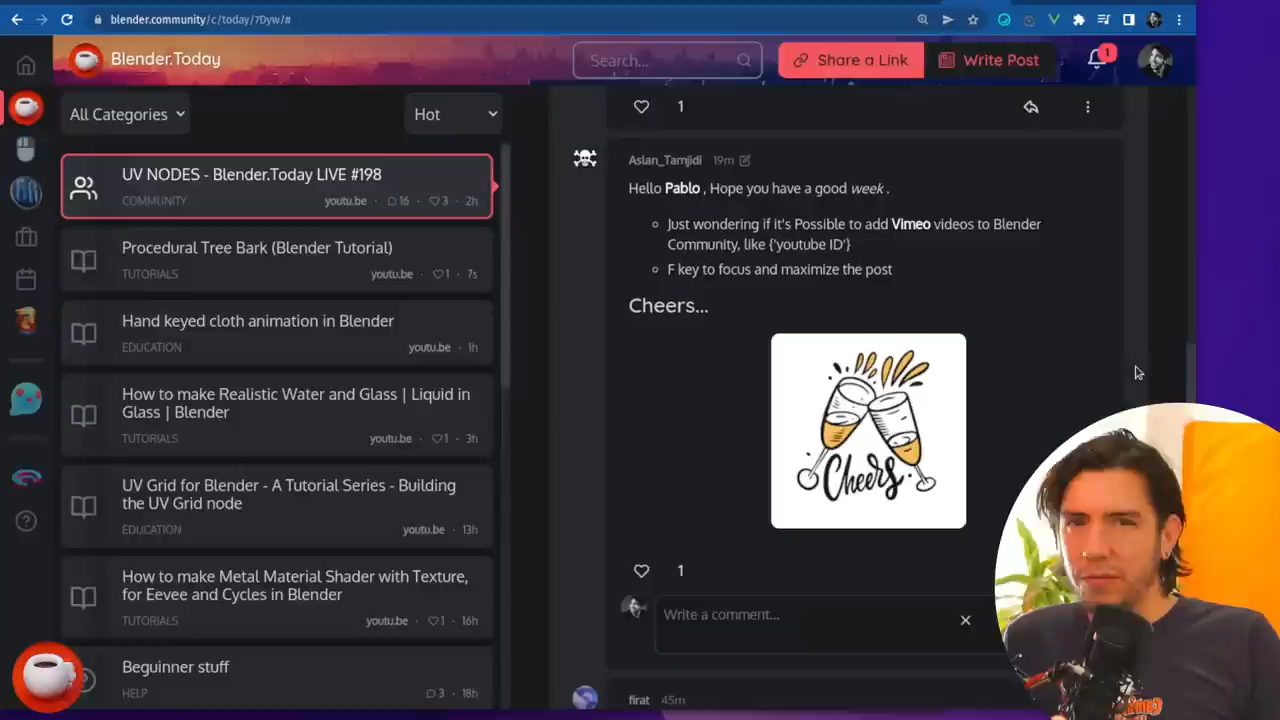 blender.community/c/today/7Dyw/#
Blender.Today
Search...
Share a Link
Write Post
1
All Categories
Hot
UV NODES - Blender.Today LIVE #198
COMMUNITY
youtu.be · 16 · 3 · 2h
Procedural Tree Bark (Blender Tutorial)
TUTORIALS
youtu.be · 1 · 7s
Hand keyed cloth animation in Blender
EDUCATION
youtu.be · 1h
How to make Realistic Water and Glass | Liquid in
Glass | Blender
TUTORIALS
youtu.be · 1 · 3h
UV Grid for Blender - A Tutorial Series - Building
the UV Grid node
EDUCATION
youtu.be · 13h
How to make Metal Material Shader with Texture,
for Eevee and Cycles in Blender
TUTORIALS
youtu.be · 1 · 16h
Beguinner stuff
HELP
3 · 18h
1
Aslan_Tamjidi 19m
Hello Pablo , Hope you have a good week .
Just wondering if it's Possible to add Vimeo videos to Blender
Community, like {'youtube ID'}
F key to focus and maximize the post
Cheers...
Cheers
1
Write a comment...
firat 45m